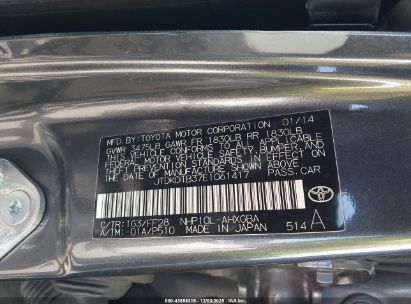 MFD. BY: TOYOTA MOTOR CORPORATION 01/14
GVWR 3475LB GAWR FR 1830LB RR 1830LB
THIS VEHICLE CONFORMS TO ALL APPLICABLE
FEDERAL MOTOR VEHICLE SAFETY, BUMPER, AND
THEFT PREVENTION STANDARDS IN EFFECT ON
THE DATE OF MANUFACTURE SHOWN ABOVE.
JTDKDTB37E1061417 PASS.CAR
C/TR: 1G3/FF28 NHP10L-AHXGBA
A/TM: -01A/P510 MADE IN JAPAN 514 A
TOYOTA